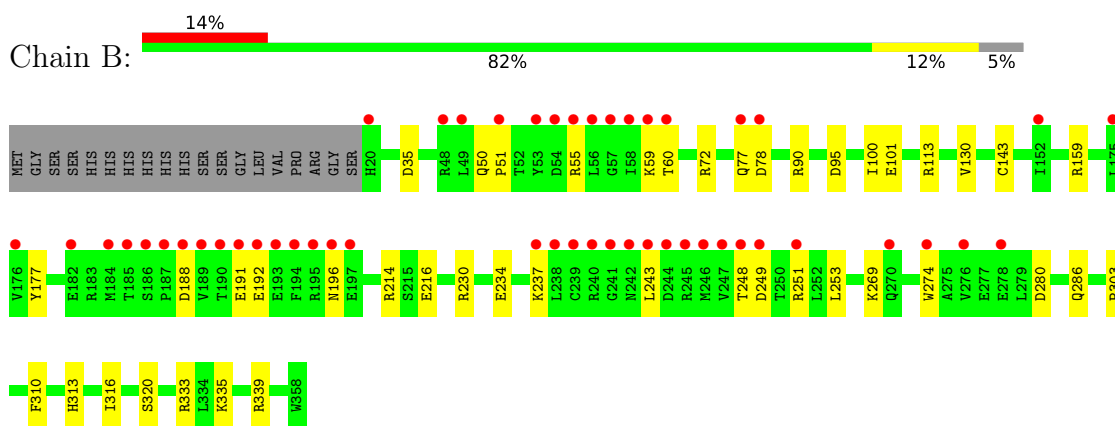 14%
Chain B:
82% 12% 5%
MET GLY SER SER HIS HIS HIS HIS HIS HIS SER SER GLY LEU VAL PRO ARG GLY SER H20 D35 R48 L49 Q50 P51 T52 Y53 D54 R55 L56 G57 I58 K59 T60 R72 Q77 D78 R90 D95 I100 E101 R113 V130 C143 I152 R159 L175
V176 Y177 E182 R183 M184 T185 S186 P187 D188 V189 T190 E191 E192 E193 F194 R195 N196 E197 R214 S215 E216 R230 E234 K237 L238 C239 R240 G241 N242 L243 D244 R245 M246 V247 T248 D249 T250 R251 L252 L253 K269 Q270 W274 A275 V276 E277 E278 L279 D280 Q286
F310 H313 I316 S320 R333 L334 K335 R339 W358